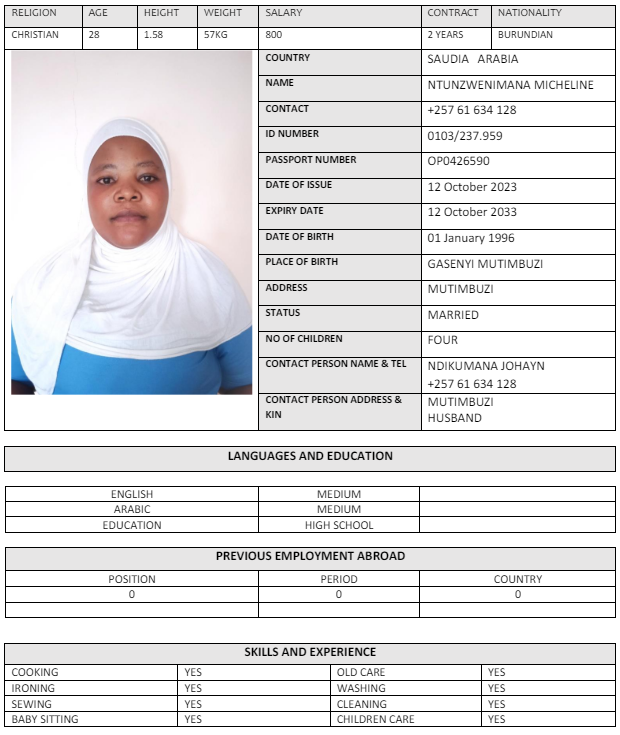 RELIGION AGE HEIGHT WEIGHT SALARY CONTRACT NATIONALITY
CHRISTIAN 28 1.58 57KG 800 2 YEARS BURUNDIAN
COUNTRY SAUDIA ARABIA
NAME NTUNZWENIMANA MICHELINE
CONTACT +257 61 634 128
ID NUMBER 0103/237.959
PASSPORT NUMBER OP0426590
DATE OF ISSUE 12 October 2023
EXPIRY DATE 12 October 2033
DATE OF BIRTH 01 January 1996
PLACE OF BIRTH GASENYI MUTIMBUZI
ADDRESS MUTIMBUZI
STATUS MARRIED
NO OF CHILDREN FOUR
CONTACT PERSON NAME & TEL NDIKUMANA JOHAYN
+257 61 634 128
CONTACT PERSON ADDRESS & MUTIMBUZI
KIN HUSBAND
LANGUAGES AND EDUCATION
ENGLISH MEDIUM
ARABIC MEDIUM
EDUCATION HIGH SCHOOL
PREVIOUS EMPLOYMENT ABROAD
POSITION PERIOD COUNTRY
0 0 0
SKILLS AND EXPERIENCE
COOKING YES OLD CARE YES
IRONING YES WASHING YES
SEWING YES CLEANING YES
BABY SITTING YES CHILDREN CARE YES